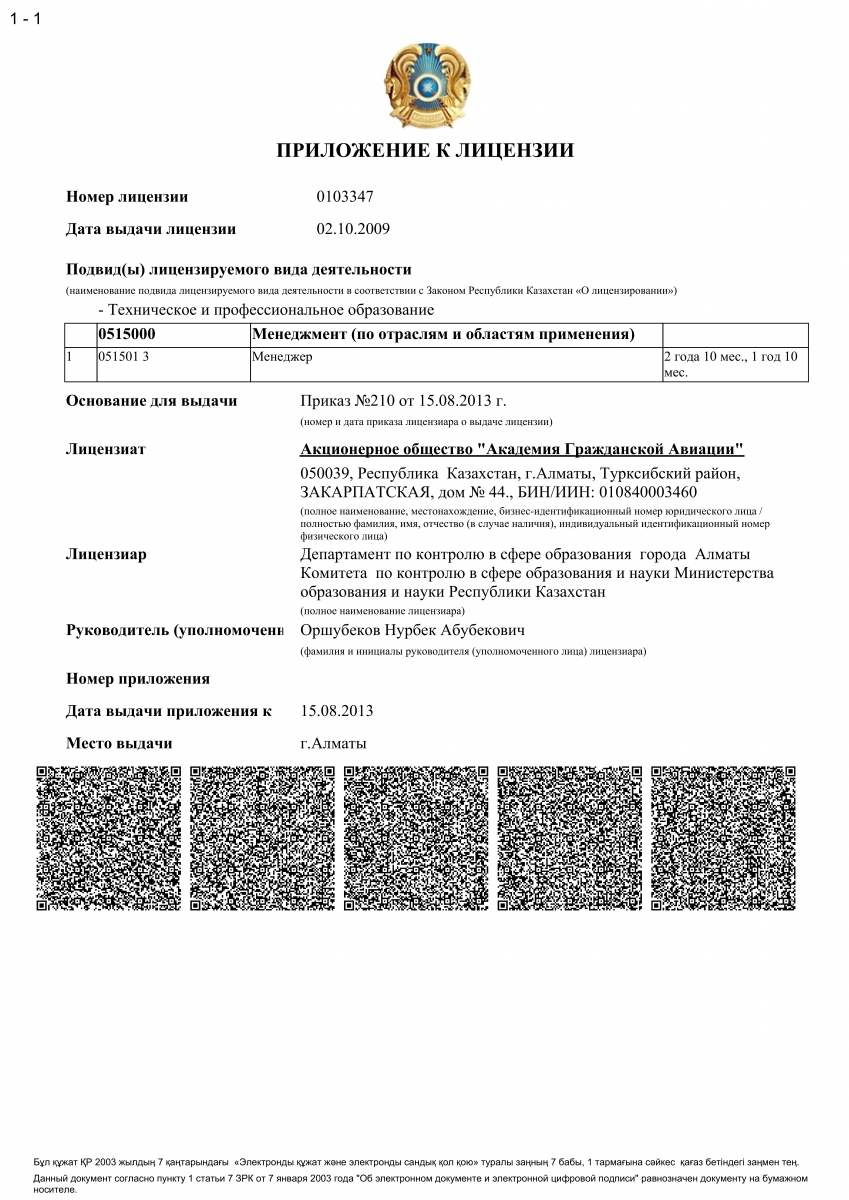 1 - 1
ПРИЛОЖЕНИЕ К ЛИЦЕНЗИИ
Номер лицензии 0103347
Дата выдачи лицензии 02.10.2009
Подвид(ы) лицензируемого вида деятельности
(наименование подвида лицензируемого вида деятельности в соответствии с Законом Республики Казахстан «О лицензировании»)
- Техническое и профессиональное образование
0515000 Менеджмент (по отраслям и областям применения)
1 051501 3 Менеджер 2 года 10 мес., 1 год 10
мес.
Основание для выдачи Приказ №210 от 15.08.2013 г.
(номер и дата приказа лицензиара о выдаче лицензии)
Лицензиат Акционерное общество "Академия Гражданской Авиации"
050039, Республика Казахстан, г.Алматы, Турксибский район,
ЗАКАРПАТСКАЯ, дом № 44., БИН/ИИН: 010840003460
(полное наименование, местонахождение, бизнес-идентификационный номер юридического лица /
полностью фамилия, имя, отчество (в случае наличия), индивидуальный идентификационный номер
физического лица)
Лицензиар Департамент по контролю в сфере образования города Алматы
Комитета по контролю в сфере образования и науки Министерства
образования и науки Республики Казахстан
(полное наименование лицензиара)
Руководитель (уполномоченн Оршубеков Нурбек Абубекович
(фамилия и инициалы руководителя (уполномоченного лица) лицензиара)
Номер приложения
Дата выдачи приложения к 15.08.2013
Место выдачи г.Алматы
Бұл құжат ҚР 2003 жылдың 7 қаңтарындағы «Электронды құжат және электронды сандық қол қою» туралы заңның 7 бабы, 1 тармағына сәйкес қағаз бетіндегі заңмен тең.
Данный документ согласно пункту 1 статьи 7 ЗРК от 7 января 2003 года "Об электронном документе и электронной цифровой подписи" равнозначен документу на бумажном
носителе.